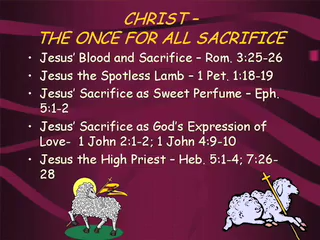 CHRIST –
THE ONCE FOR ALL SACRIFICE
• Jesus' Blood and Sacrifice – Rom. 3:25-26
• Jesus the Spotless Lamb – 1 Pet. 1:18-19
• Jesus' Sacrifice as Sweet Perfume – Eph.
5:1-2
• Jesus' Sacrifice as God's Expression of
Love- 1 John 2:1-2; 1 John 4:9-10
• Jesus the High Priest – Heb. 5:1-4; 7:26-
28